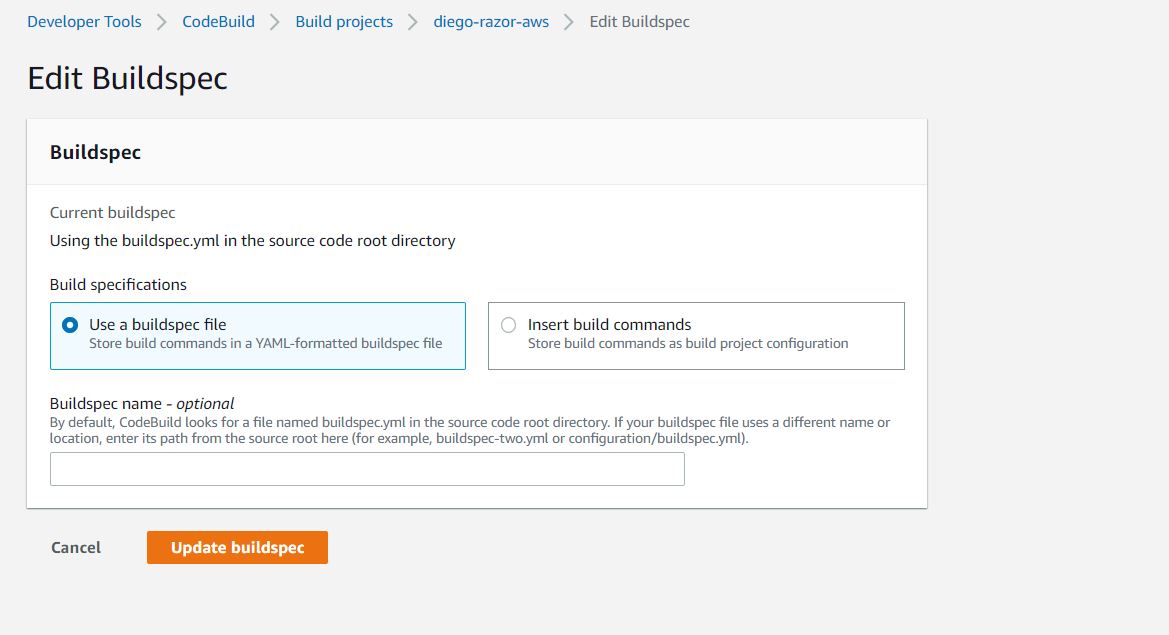 Developer Tools > CodeBuild > Build projects > diego-razor-aws > Edit Buildspec
Edit Buildspec
Buildspec
Current buildspec
Using the buildspec.yml in the source code root directory
Build specifications
Use a buildspec file
Store build commands in a YAML-formatted buildspec file
Insert build commands
Store build commands as build project configuration
Buildspec name - optional
By default, CodeBuild looks for a file named buildspec.yml in the source code root directory. If your buildspec file uses a different name or
location, enter its path from the source root here (for example, buildspec-two.yml or configuration/buildspec.yml).
Cancel
Update buildspec